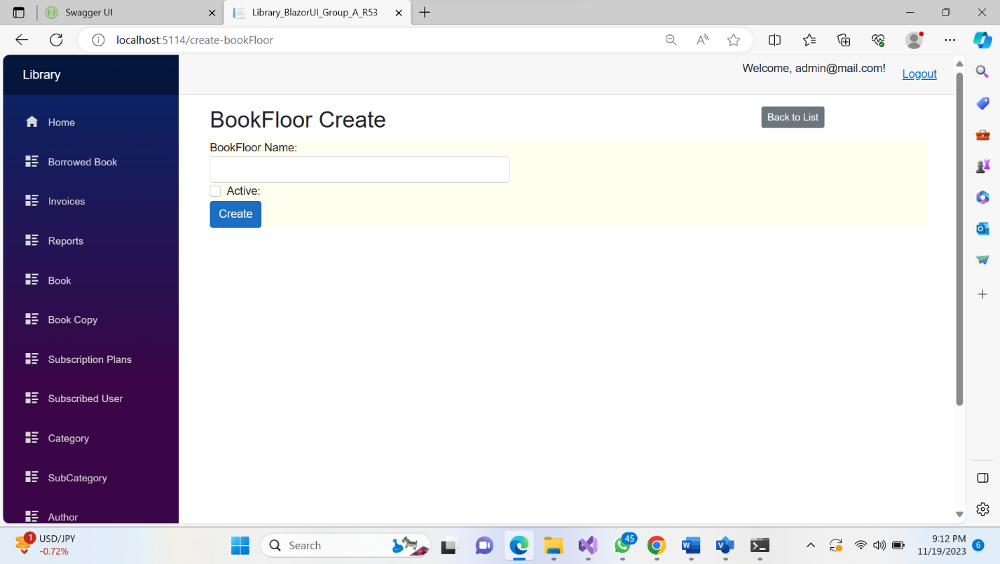 Swagger UI
Library_BlazorUI_Group_A_R53
localhost:5114/create-bookFloor
Library
Welcome, admin@mail.com!
Logout
Home
Borrowed Book
Invoices
Reports
Book
Book Copy
Subscription Plans
Subscribed User
Category
SubCategory
Author
BookFloor Create
Back to List
BookFloor Name:
Active:
Create
1
USD/JPY
-0.72%
Search
45
9:12 PM
11/19/2023
6